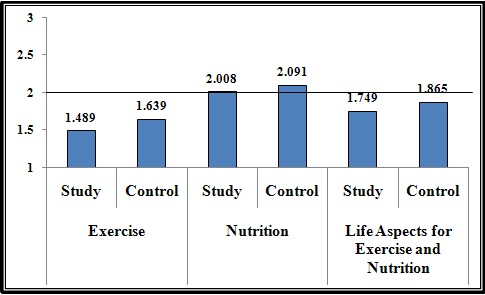 3
2.5
2
1.5
1
1.489
1.639
2.008
2.091
1.749
1.865
Study Control Study Control Study Control
Exercise Nutrition Life Aspects for
Exercise and
Nutrition